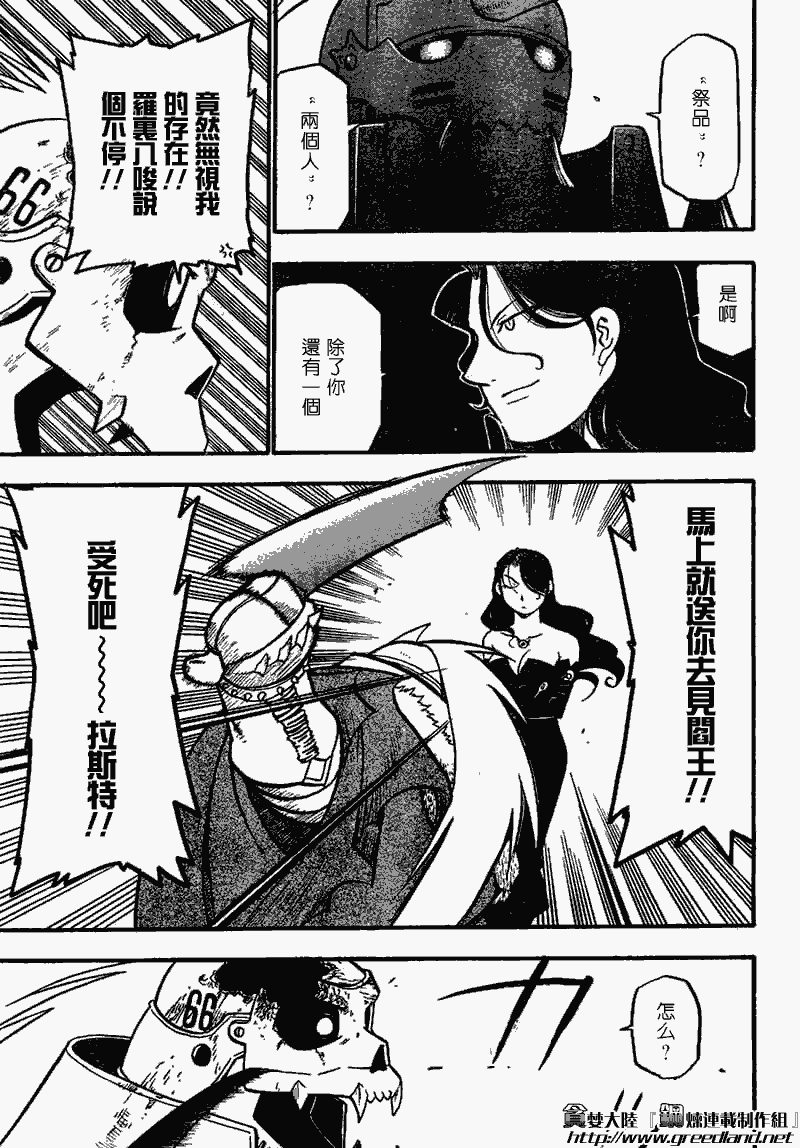 “祭品”?
“兩個人”?
是啊
除了你
還有一個
竟然無視我
的存在!!
羅裏八唆說
個不停!!
66
馬上就送你去見閻王!!
受死吧~~~~拉斯特!!
怎么?
カ
!!
66
貪婪大陸『鋼煉連載制作組』
www.greedland.net